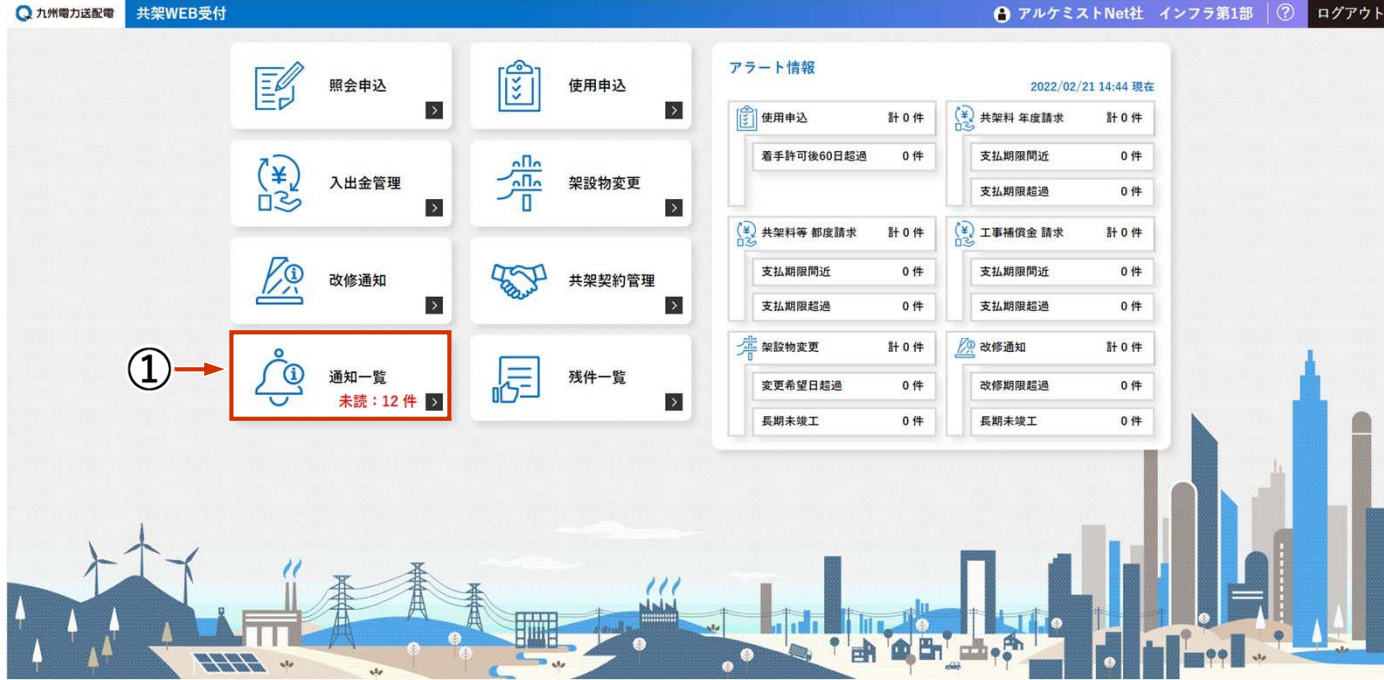 九州電力送配電 共架WEB受付 アルケミストNet社 インフラ第1部 ? ログアウト
照会申込
使用申込
入出金管理
架設物変更
改修通知
共架契約管理
①
通知一覧
未読：12 件
残件一覧
アラート情報
2022/02/21 14:44 現在
使用申込 計 0 件
着手許可後60日超過 0 件
共架料 年度請求 計 0 件
支払期限間近 0 件
支払期限超過 0 件
共架料等 都度請求 計 0 件
支払期限間近 0 件
支払期限超過 0 件
工事補償金 請求 計 0 件
支払期限間近 0 件
支払期限超過 0 件
架設物変更 計 0 件
変更希望日超過 0 件
長期未竣工 0 件
改修通知 計 0 件
改修期限超過 0 件
長期未竣工 0 件